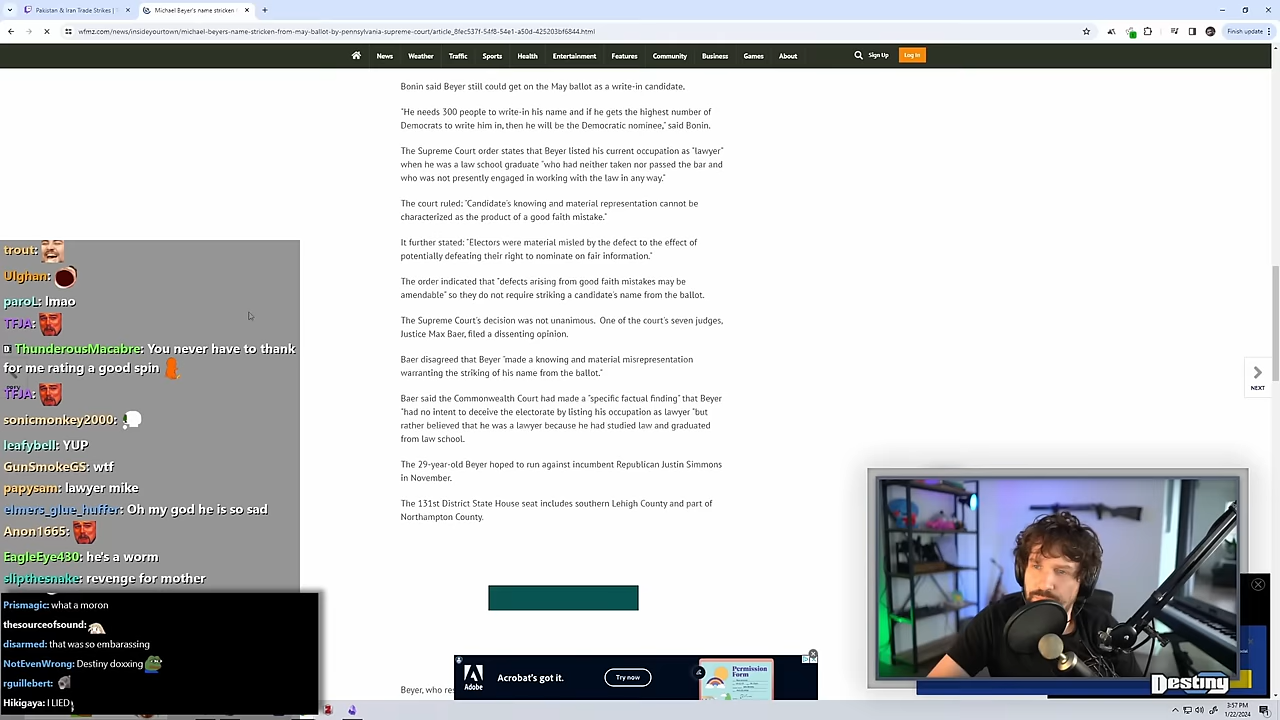 Pakistan & Iran Trade Strikes |
Michael Beyer's name stricken
wfmz.com/news/insideyourtown/michael-beyers-name-stricken-from-may-ballot-by-pennsylvania-supreme-court/article_8fec537f-54f8-54e1-a50d-425203bf6844.html
Finish update
News Weather Traffic Sports Health Entertainment Features Community Business Games About
Sign Up Log In
Bonin said Beyer still could get on the May ballot as a write-in candidate.
"He needs 300 people to write-in his name and if he gets the highest number of
Democrats to write him in, then he will be the Democratic nominee," said Bonin.
The Supreme Court order states that Beyer listed his current occupation as "lawyer"
when he was a law school graduate "who had neither taken nor passed the bar and
who was not presently engaged in working with the law in any way."
The court ruled: "Candidate's knowing and material representation cannot be
characterized as the product of a good faith mistake."
It further stated: "Electors were material misled by the defect to the effect of
potentially defeating their right to nominate on fair information."
The order indicated that "defects arising from good faith mistakes may be
amendable" so they do not require striking a candidate's name from the ballot.
The Supreme Court's decision was not unanimous. One of the court's seven judges,
Justice Max Baer, filed a dissenting opinion.
Baer disagreed that Beyer "made a knowing and material misrepresentation
warranting the striking of his name from the ballot."
Baer said the Commonwealth Court had made a "specific factual finding" that Beyer
"had no intent to deceive the electorate by listing his occupation as lawyer "but
rather believed that he was a lawyer because he had studied law and graduated
from law school.
The 29-year-old Beyer hoped to run against incumbent Republican Justin Simmons
in November.
The 131st District State House seat includes southern Lehigh County and part of
Northampton County.
Beyer, who res
NEXT
trout:
Ulghan:
paroL: lmao
TFJA:
ThunderousMacabre: You never have to thank
for me rating a good spin
TFJA:
sonicmonkey2000:
leafybell: YUP
GunSmokeGS: wtf
papysam: lawyer mike
elmers_glue_huffer: Oh my god he is so sad
Anon1665:
EagleEye430: he's a worm
slipthesnake: revenge for mother
Prismagic: what a moron
thesourceofsound:
disarmed: that was so embarassing
NotEvenWrong: Destiny doxxing
rguillebert:
Hikigaya: I LIED
Adobe
Acrobat's got it.
Try now
Permission
Form
Destiny
3:57 PM
1/22/2024